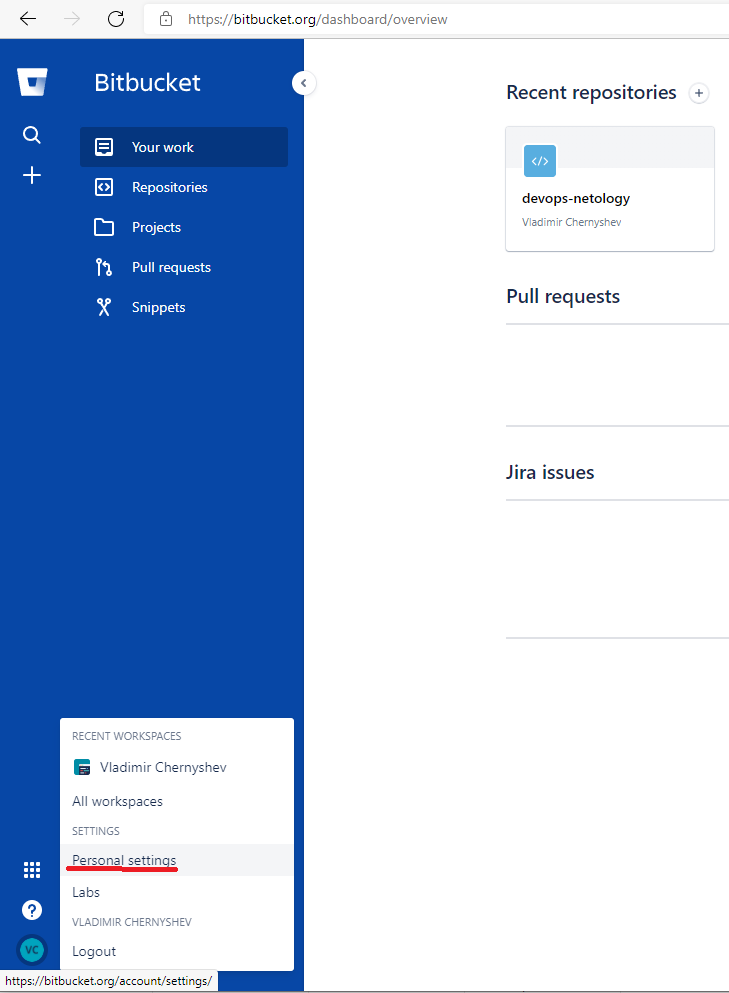 https://bitbucket.org/dashboard/overview
Bitbucket
Your work
Repositories
Projects
Pull requests
Snippets
Recent repositories
devops-netology
Vladimir Chernyshev
Pull requests
Jira issues
RECENT WORKSPACES
Vladimir Chernyshev
All workspaces
SETTINGS
Personal settings
Labs
VLADIMIR CHERNYSHEV
Logout
VC
https://bitbucket.org/account/settings/